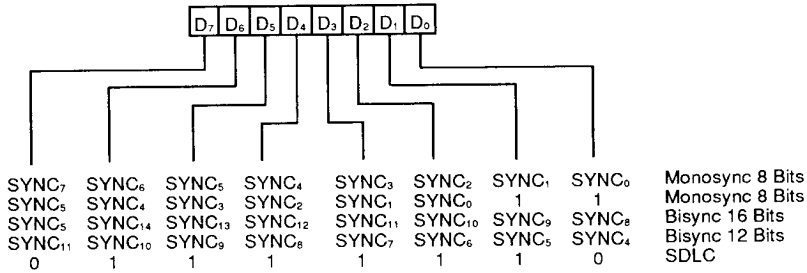 D₇ D₆ D₅ D₄ D₃ D₂ D₁ D₀
SYNC₇ SYNC₆ SYNC₅ SYNC₄ SYNC₃ SYNC₂ SYNC₁ SYNC₀ Monosync 8 Bits
SYNC₅ SYNC₄ SYNC₃ SYNC₂ SYNC₁ SYNC₀ 1 1 Monosync 8 Bits
SYNC₅ SYNC₁₄ SYNC₁₃ SYNC₁₂ SYNC₁₁ SYNC₁₀ SYNC₉ SYNC₈ Bisync 16 Bits
SYNC₁₁ SYNC₁₀ SYNC₉ SYNC₈ SYNC₇ SYNC₆ SYNC₅ SYNC₄ Bisync 12 Bits
0 1 1 1 1 1 1 0 SDLC